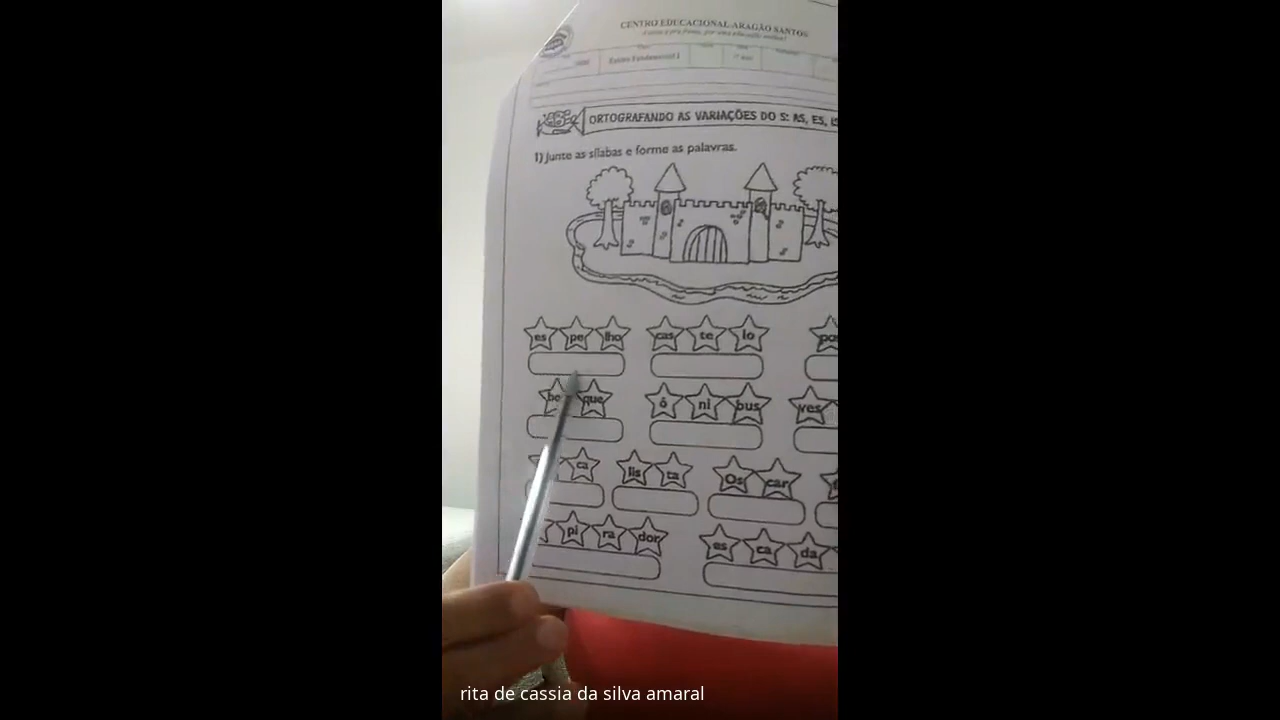 CENTRO EDUCACIONAL ARAGÃO SANTOS
Ensino Fundamental I
ORTOGRAFANDO AS VARIAÇÕES DO S: AS, ES,
1) Junte as sílabas e forme as palavras.
es pe lho cas te lo
que ô ni bus ves
ca lis ta Os car
pi ra dor es ca da
rita de cassia da silva amaral